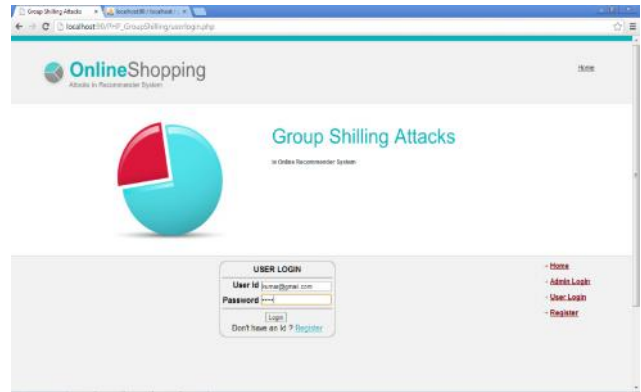 Group Shilling Attacks
localhost
OnlineShopping
Attacks in Recommender System
Home
Group Shilling Attacks
in Online Recommender System
USER LOGIN
User Id
Password
Login
Don't have an Id ? Register
- Home
- Admin Login
- User Login
- Register